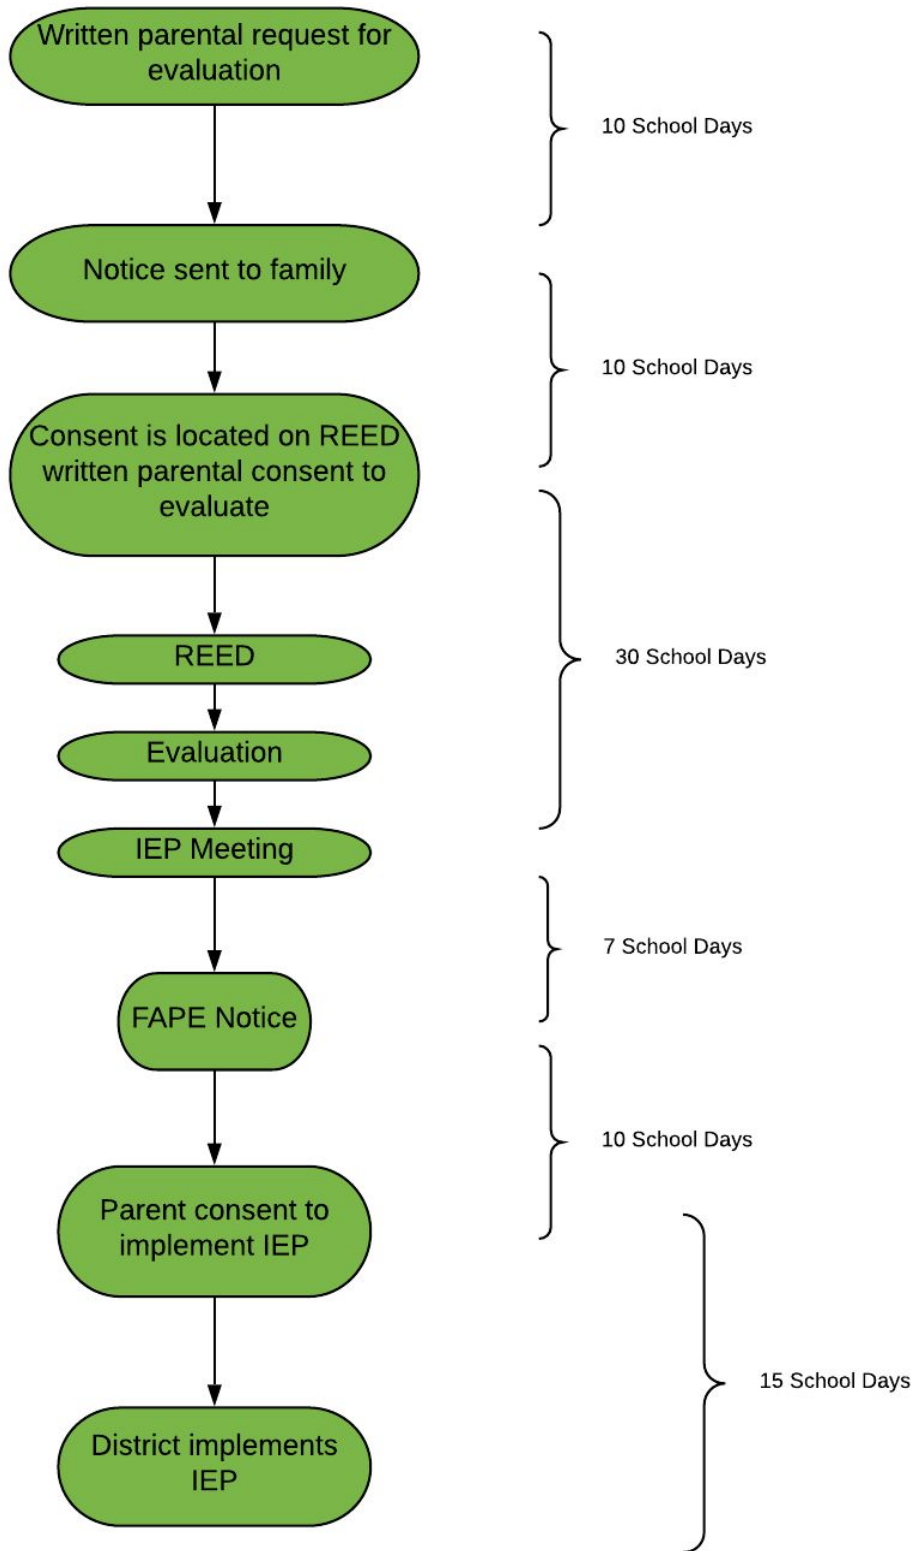 Written parental request for
evaluation
10 School Days
Notice sent to family
10 School Days
Consent is located on REED
written parental consent to
evaluate
REED
30 School Days
Evaluation
IEP Meeting
7 School Days
FAPE Notice
10 School Days
Parent consent to
implement IEP
15 School Days
District implements
IEP